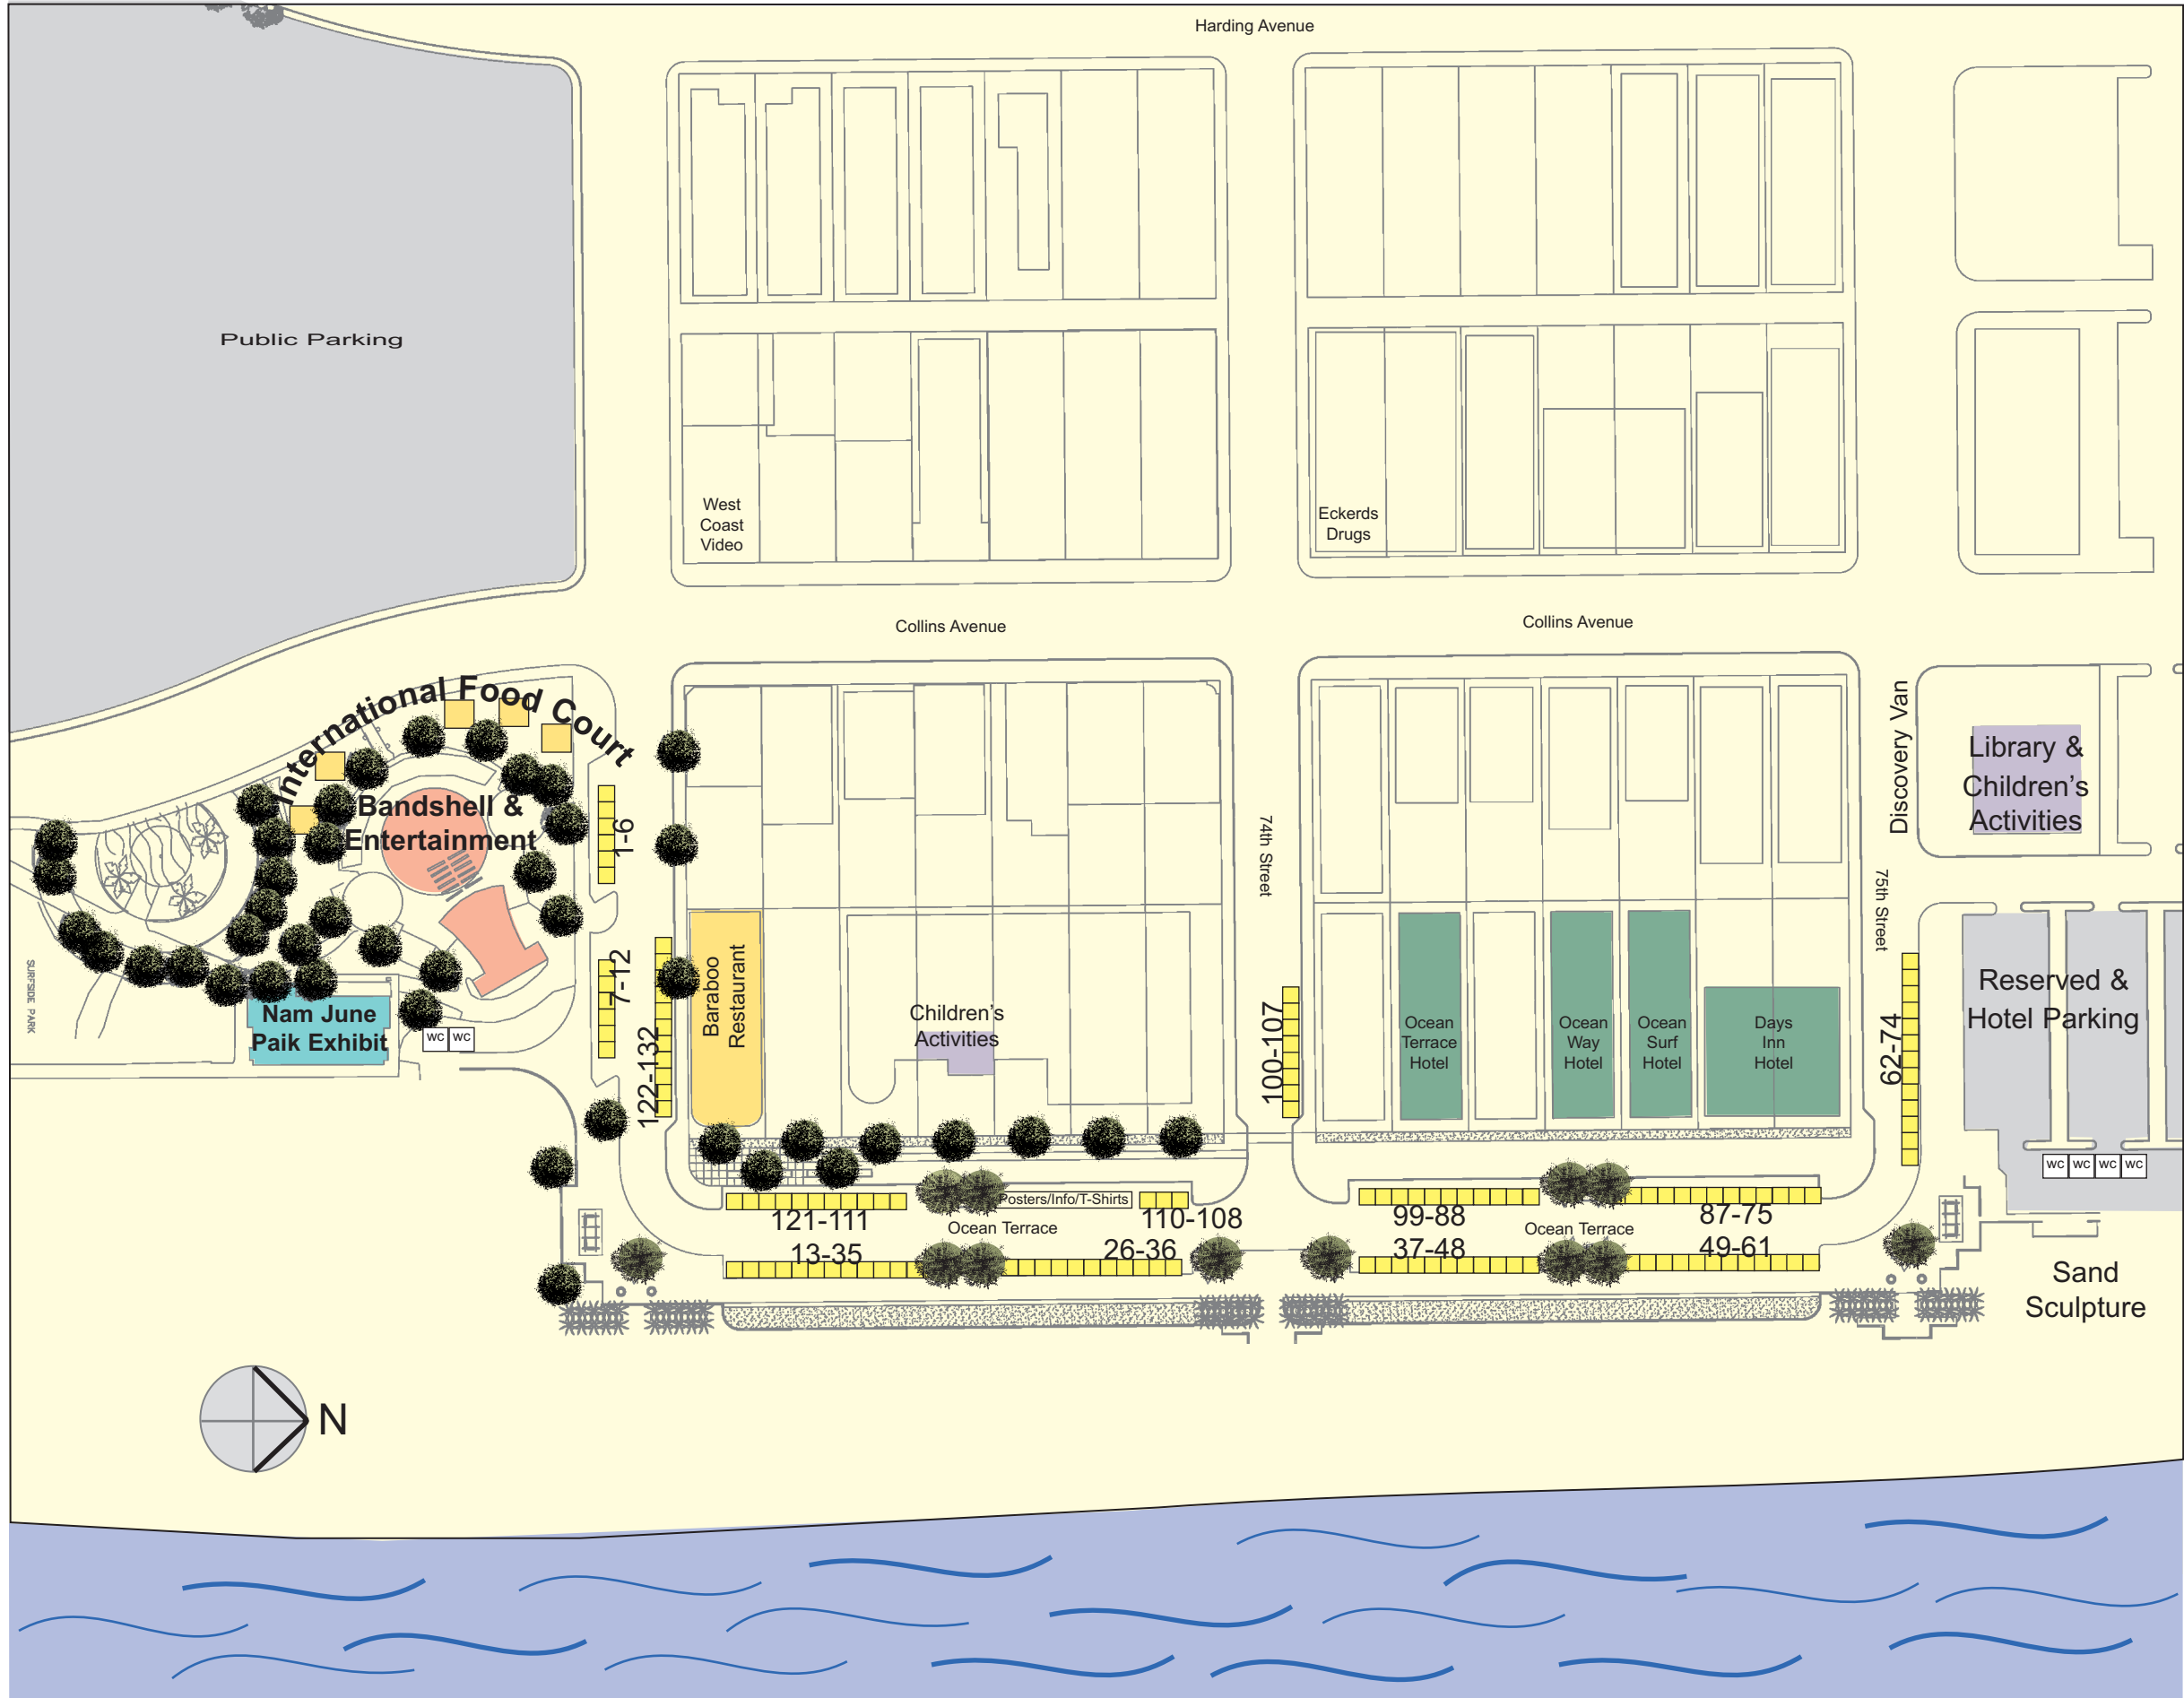 Harding Avenue
Public Parking
West
Coast
Video
Eckerds
Drugs
Collins Avenue
Collins Avenue
International Food Court
Bandshell &
Entertainment
1-6
7-12
122-132
SURFSIDE PARK
Nam June
Paik Exhibit
WC WC
Baraboo
Restaurant
Children's
Activities
74th Street
100-107
Ocean
Terrace
Hotel
Ocean
Way
Hotel
Ocean
Surf
Hotel
Days
Inn
Hotel
Discovery Van
75th Street
62-74
Library &
Children's
Activities
Reserved &
Hotel Parking
WC WC WC WC
Posters/Info/T-Shirts
121-111
110-108
99-88
87-75
Ocean Terrace
Ocean Terrace
13-35
26-36
37-48
49-61
Sand
Sculpture
N